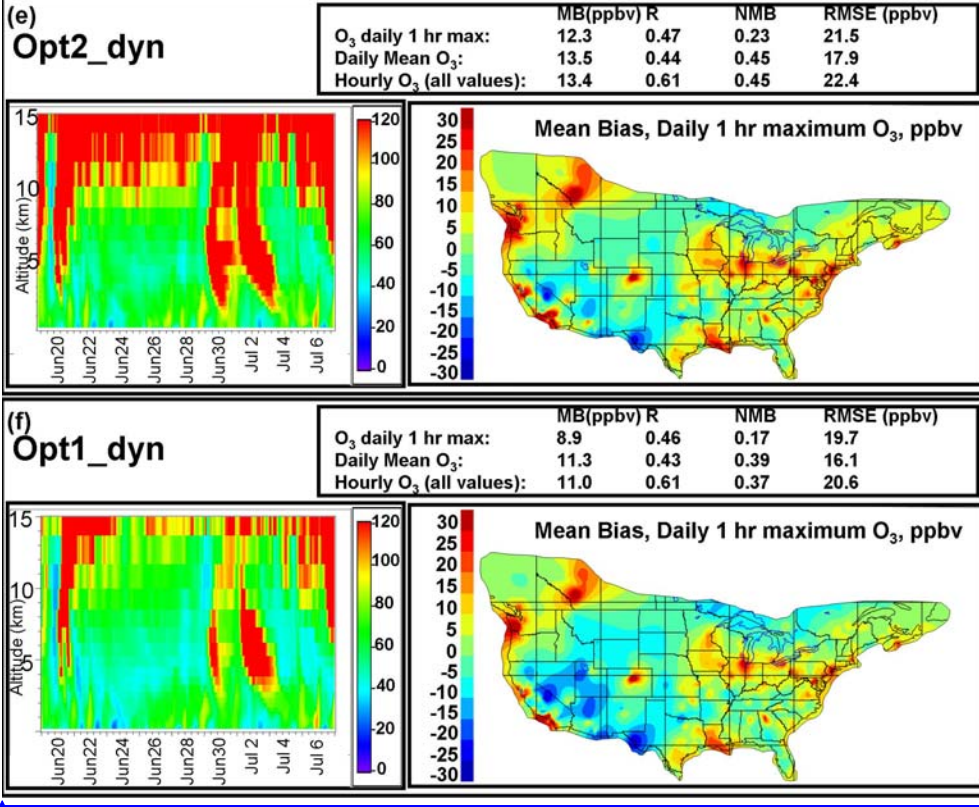 (e)
Opt2_dyn
MB(ppbv) R NMB RMSE (ppbv)
O3 daily 1 hr max: 12.3 0.47 0.23 21.5
Daily Mean O3: 13.5 0.44 0.45 17.9
Hourly O3 (all values): 13.4 0.61 0.45 22.4
15
10
5
Altitude (km)
Jun20 Jun22 Jun24 Jun26 Jun28 Jun30 Jul 2 Jul 4 Jul 6
120
100
80
60
40
20
0
Mean Bias, Daily 1 hr maximum O3, ppbv
30
25
20
15
10
5
0
-5
-10
-15
-20
-25
-30
(f)
Opt1_dyn
MB(ppbv) R NMB RMSE (ppbv)
O3 daily 1 hr max: 8.9 0.46 0.17 19.7
Daily Mean O3: 11.3 0.43 0.39 16.1
Hourly O3 (all values): 11.0 0.61 0.37 20.6
15
10
5
Altitude (km)
Jun20 Jun22 Jun24 Jun26 Jun28 Jun30 Jul 2 Jul 4 Jul 6
120
100
80
60
40
20
0
Mean Bias, Daily 1 hr maximum O3, ppbv
30
25
20
15
10
5
0
-5
-10
-15
-20
-25
-30